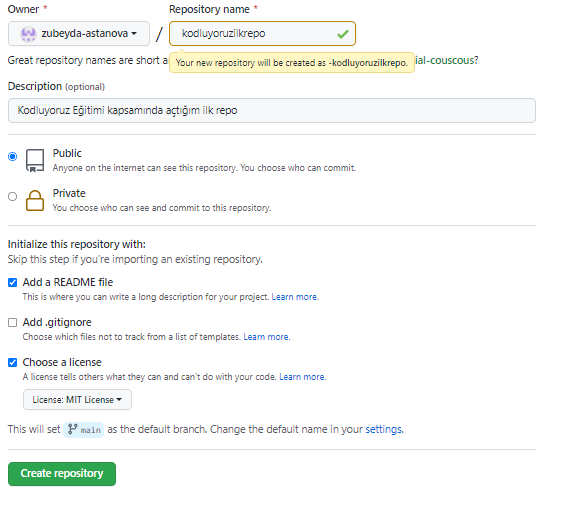 Owner * Repository name *
zubeyda-astanova / kodluyoruzilkrepo
Great repository names are short a
Your new repository will be created as -kodluyoruzilkrepo.
ial-couscous?
Description (optional)
Kodluyoruz Eğitimi kapsamında açtığım ilk repo
Public
Anyone on the internet can see this repository. You choose who can commit.
Private
You choose who can see and commit to this repository.
Initialize this repository with:
Skip this step if you're importing an existing repository.
Add a README file
This is where you can write a long description for your project. Learn more.
Add .gitignore
Choose which files not to track from a list of templates. Learn more.
Choose a license
A license tells others what they can and can't do with your code. Learn more.
License: MIT License
This will set main as the default branch. Change the default name in your settings.
Create repository